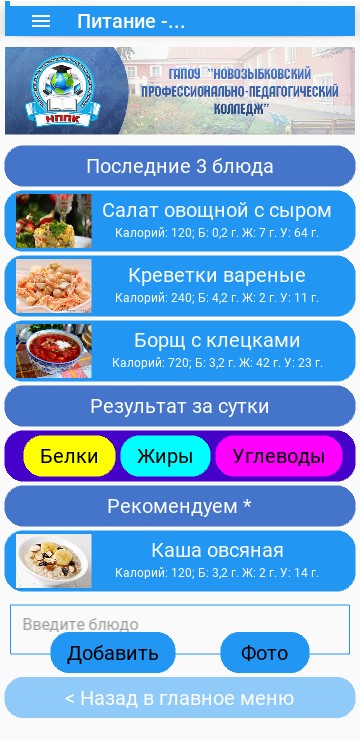 Питание -...
ГАПОУ "НОВОЗЫБКОВСКИЙ
ПРОФЕССИОНАЛЬНО-ПЕДАГОГИЧЕСКИЙ
КОЛЛЕДЖ"
НППК
Последние 3 блюда
Салат овощной с сыром
Калорий: 120; Б: 0,2 г. Ж: 7 г. У: 64 г.
Креветки вареные
Калорий: 240; Б: 4,2 г. Ж: 2 г. У: 11 г.
Борщ с клецками
Калорий: 720; Б: 3,2 г. Ж: 42 г. У: 23 г.
Результат за сутки
Белки Жиры Углеводы
Рекомендуем *
Каша овсяная
Калорий: 120; Б: 3,2 г. Ж: 2 г. У: 14 г.
Введите блюдо
Добавить Фото
< Назад в главное меню